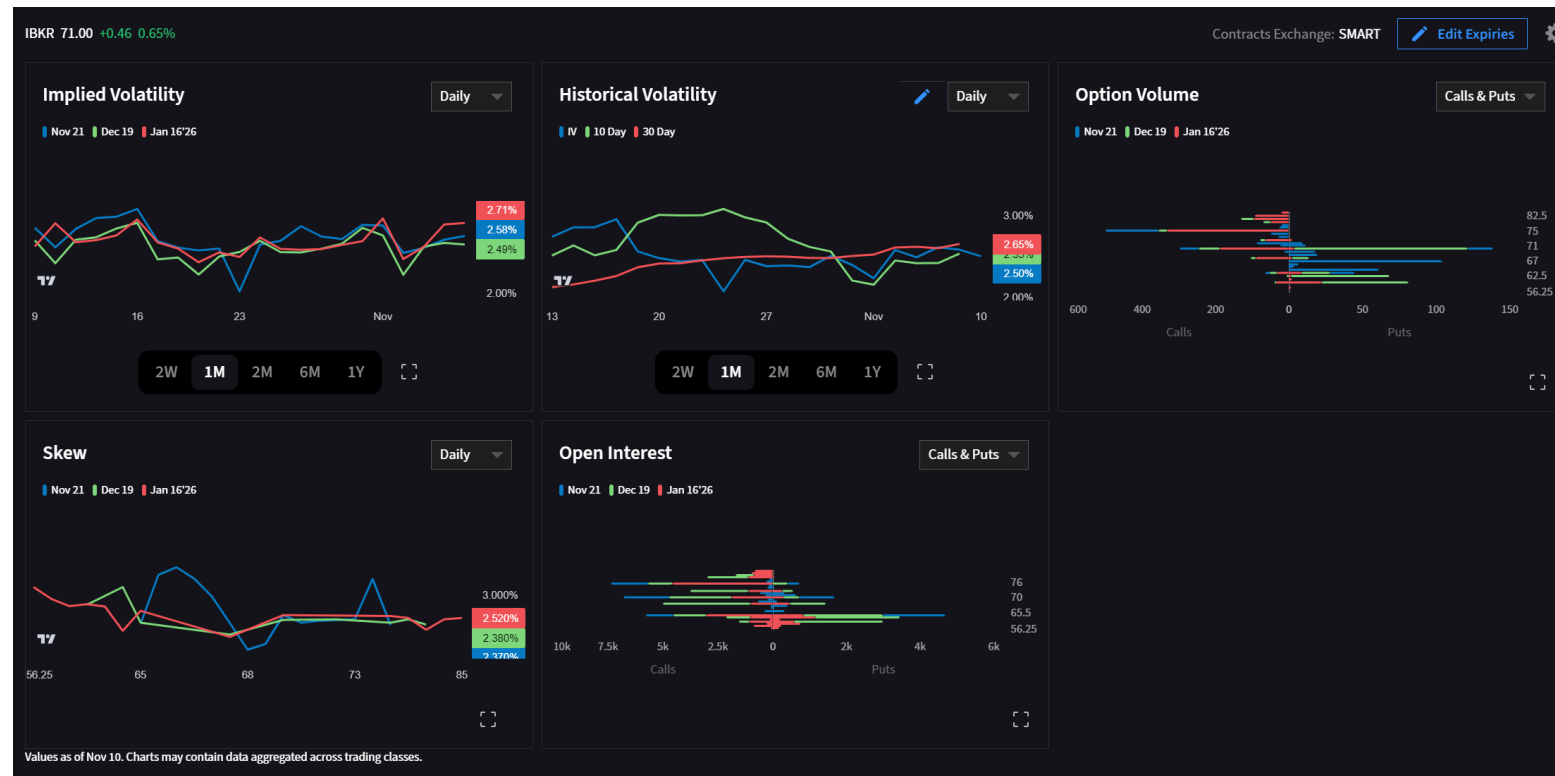 IBKR 71.00 +0.46 0.65%
Contracts Exchange: SMART
Edit Expiries
Implied Volatility
Daily
Nov 21 Dec 19 Jan 16'26
2.71%
2.58%
2.49%
2.00%
9 16 23 Nov
2W 1M 2M 6M 1Y
Historical Volatility
Daily
IV 10 Day 30 Day
3.00%
2.65%
2.50%
2.00%
13 20 27 Nov 10
2W 1M 2M 6M 1Y
Option Volume
Calls & Puts
Nov 21 Dec 19 Jan 16'26
82.5
75
71
67
62.5
56.25
600 400 200 0 50 100 150
Calls Puts
Skew
Daily
Nov 21 Dec 19 Jan 16'26
3.000%
2.520%
2.380%
2.370%
56.25 65 68 73 85
Open Interest
Calls & Puts
Nov 21 Dec 19 Jan 16'26
76
70
65.5
56.25
10k 7.5k 5k 2.5k 0 2k 4k 6k
Calls Puts
Values as of Nov 10. Charts may contain data aggregated across trading classes.